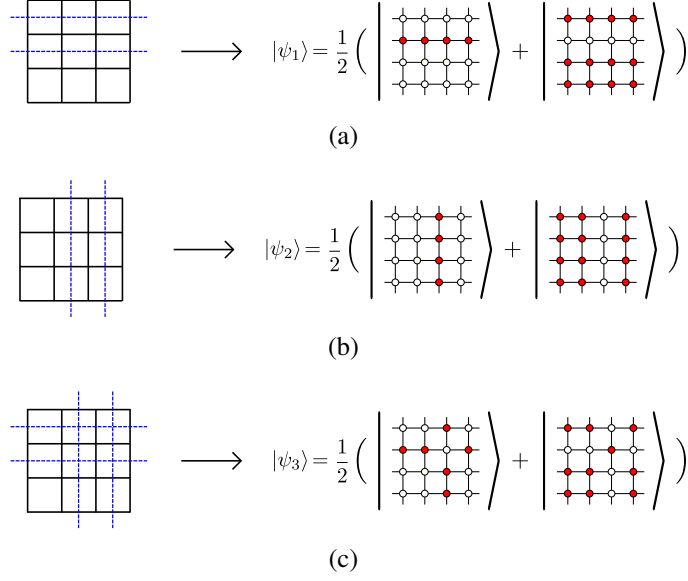 |ψ₁⟩ = 1/2 ( | ⟩ + | ⟩ )
(a)
|ψ₂⟩ = 1/2 ( | ⟩ + | ⟩ )
(b)
|ψ₃⟩ = 1/2 ( | ⟩ + | ⟩ )
(c)